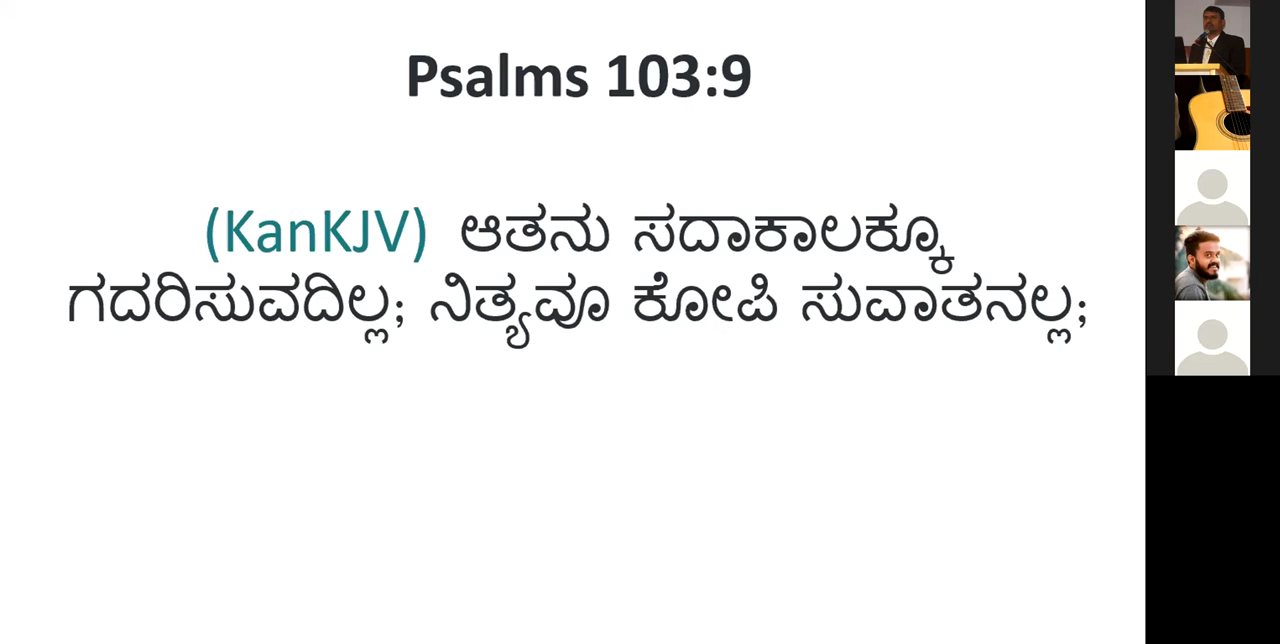 Psalms 103:9
(KanKJV) ಆತನು ಸದಾಕಾಲಕ್ಕೂ
ಗದರಿಸುವದಿಲ್ಲ; ನಿತ್ಯವೂ ಕೋಪಿ ಸುವಾತನಲ್ಲ;